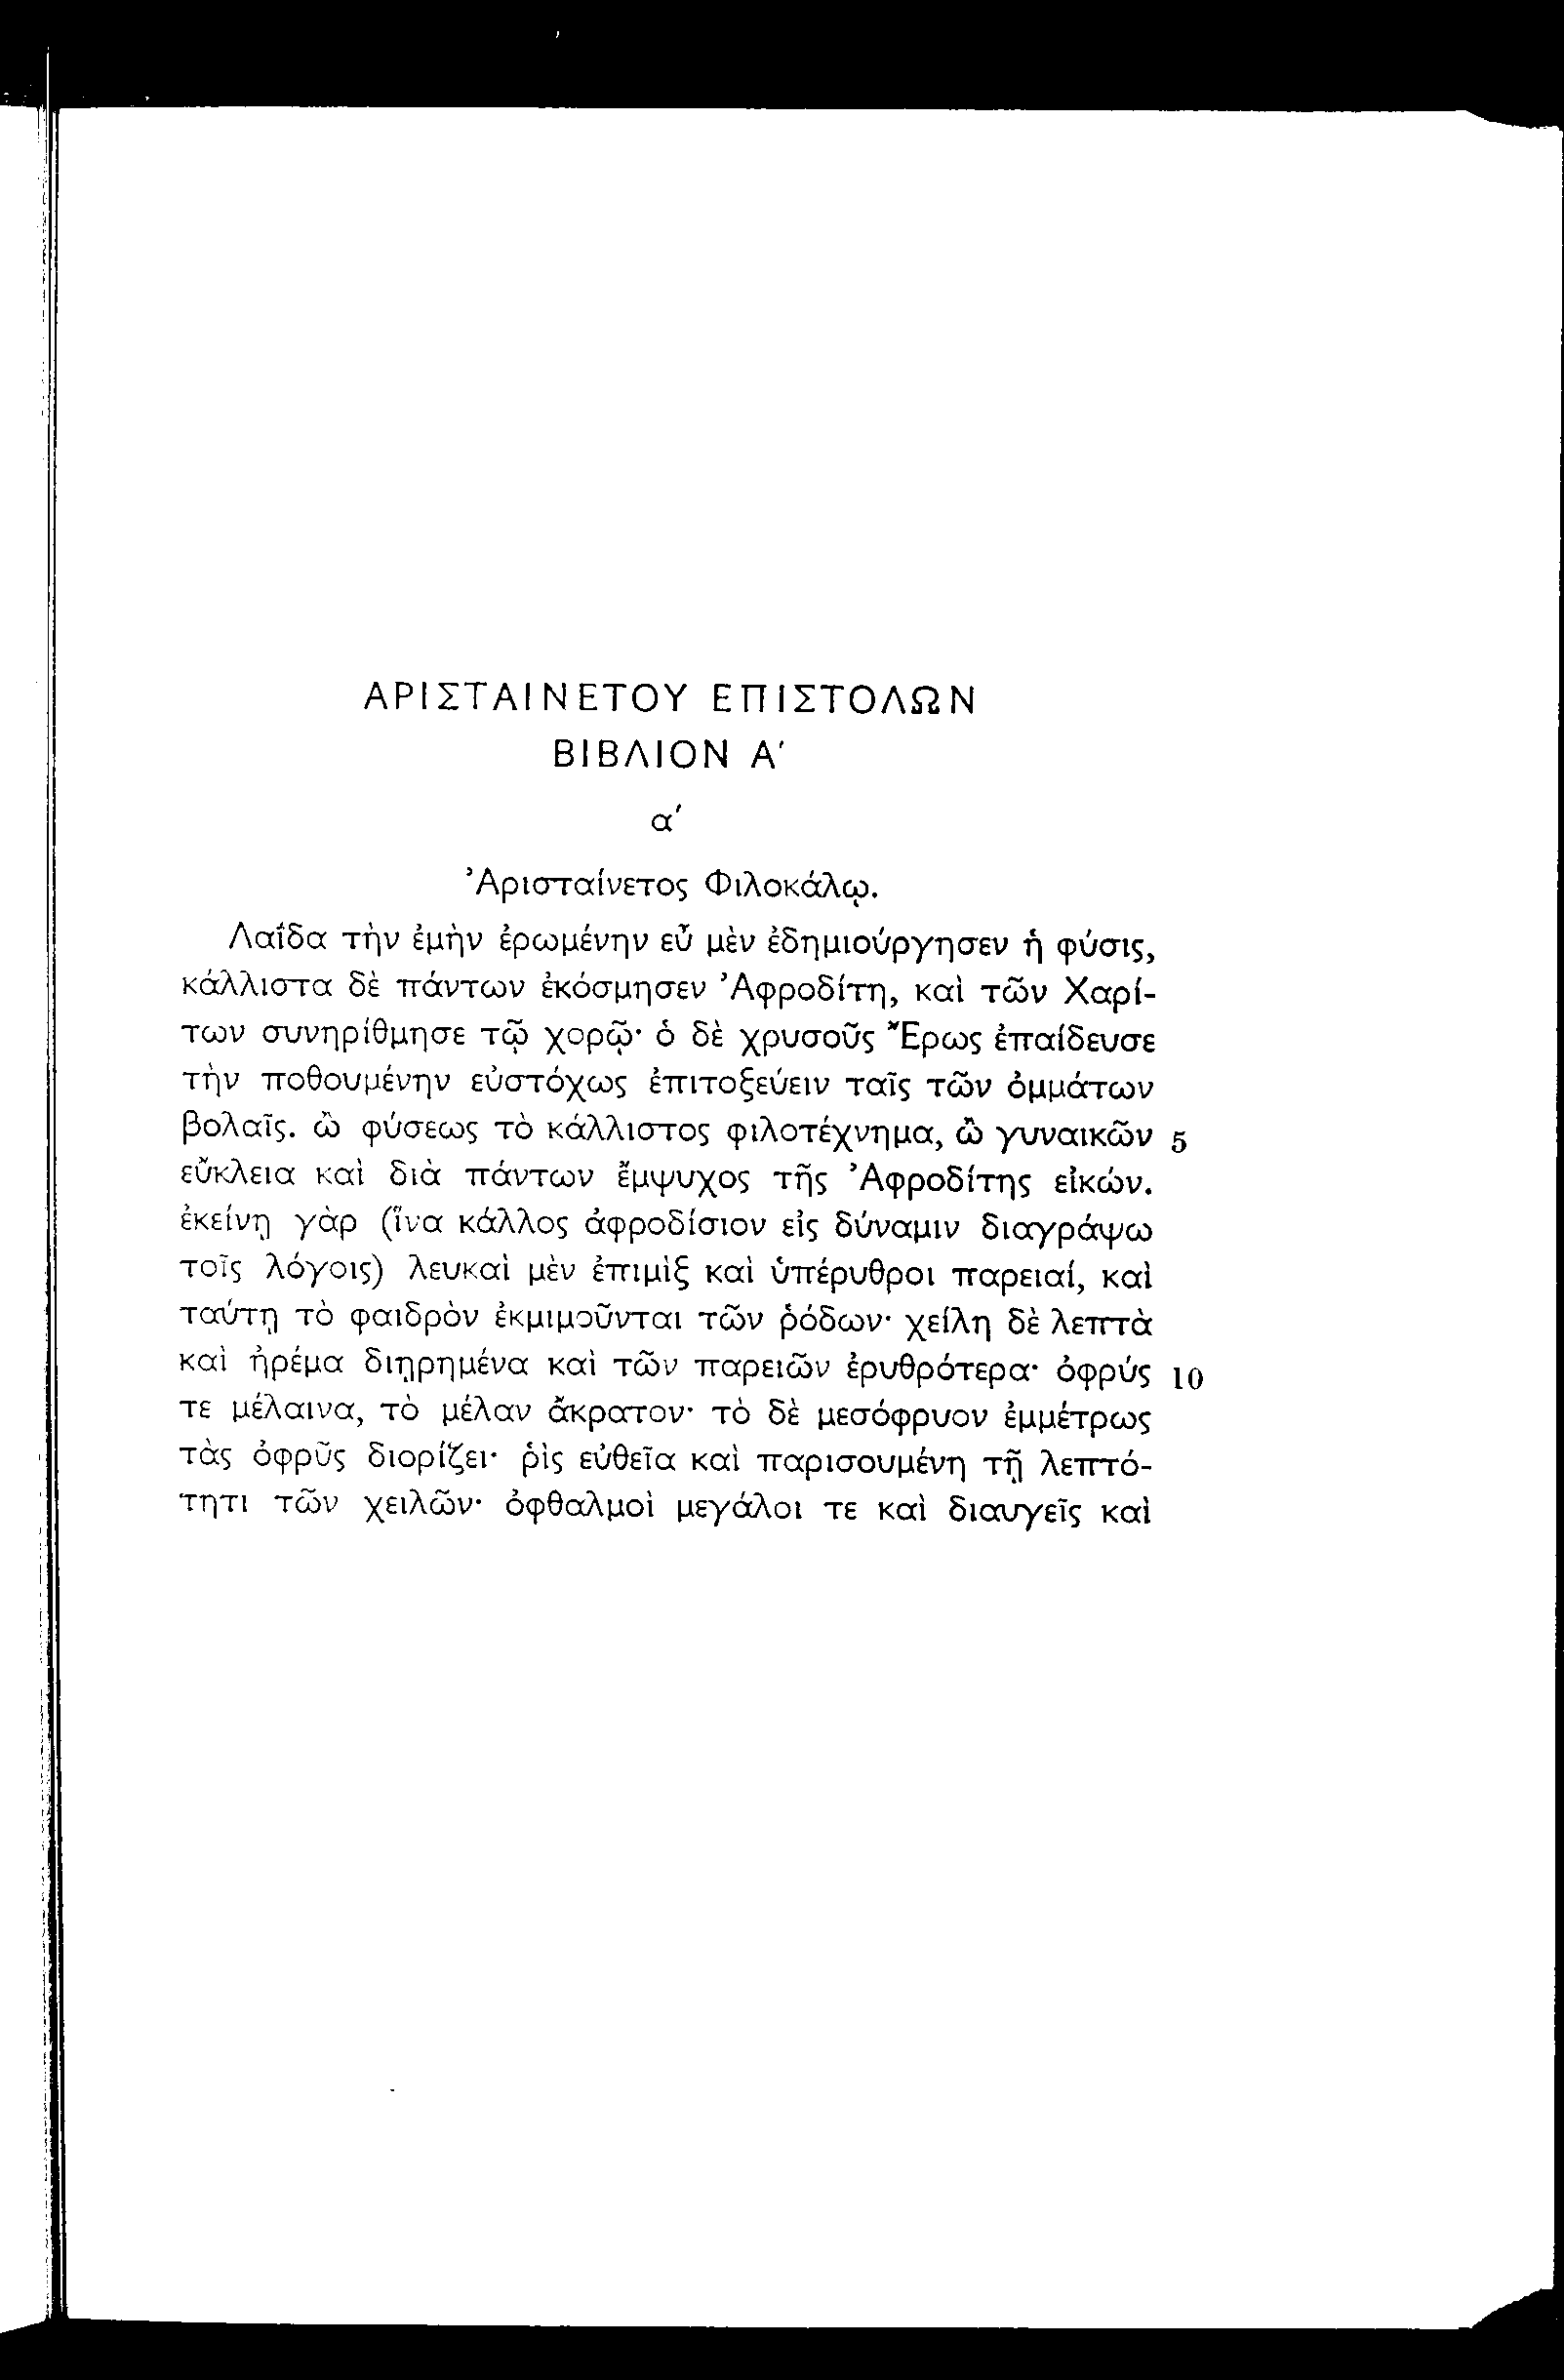 ΑΡΙΣΤΑΙΝΕΤΟΥ ΕΠΙΣΤΟΛΩΝ
ΒΙΒΛΙΟΝ Α′
α′
Ἀρισταίνετος Φιλοκάλῳ.
Λαΐδα τὴν ἐμὴν ἐρωμένην εὖ μὲν ἐδημιούργησεν ἡ φύσις,
κάλλιστα δὲ πάντων ἐκόσμησεν Ἀφροδίτη, καὶ τῶν Χαρί-
των συνηρίθμησε τῷ χορῷ· ὁ δὲ χρυσοῦς Ἔρως ἐπαίδευσε
τὴν ποθουμένην εὐστόχως ἐπιτοξεύειν ταῖς τῶν ὀμμάτων
βολαῖς. ὢ φύσεως τὸ κάλλιστος φιλοτέχνημα, ὢ γυναικῶν 5
εὔκλεια καὶ διὰ πάντων ἔμψυχος τῆς Ἀφροδίτης εἰκών.
ἐκείνῃ γὰρ (ἵνα κάλλος ἀφροδίσιον εἰς δύναμιν διαγράψω
τοῖς λόγοις) λευκαὶ μὲν ἐπιμὶξ καὶ ὑπέρυθροι παρειαί, καὶ
ταύτῃ τὸ φαιδρὸν ἐκμιμοῦνται τῶν ῥόδων· χείλη δὲ λεπτὰ
καὶ ἠρέμα διῃρημένα καὶ τῶν παρειῶν ἐρυθρότερα· ὀφρύς 10
τε μέλαινα, τὸ μέλαν ἄκρατον· τὸ δὲ μεσόφρυον ἐμμέτρως
τὰς ὀφρῦς διορίζει· ῥὶς εὐθεῖα καὶ παρισουμένη τῇ λεπτό-
τητι τῶν χειλῶν· ὀφθαλμοὶ μεγάλοι τε καὶ διαυγεῖς καὶ